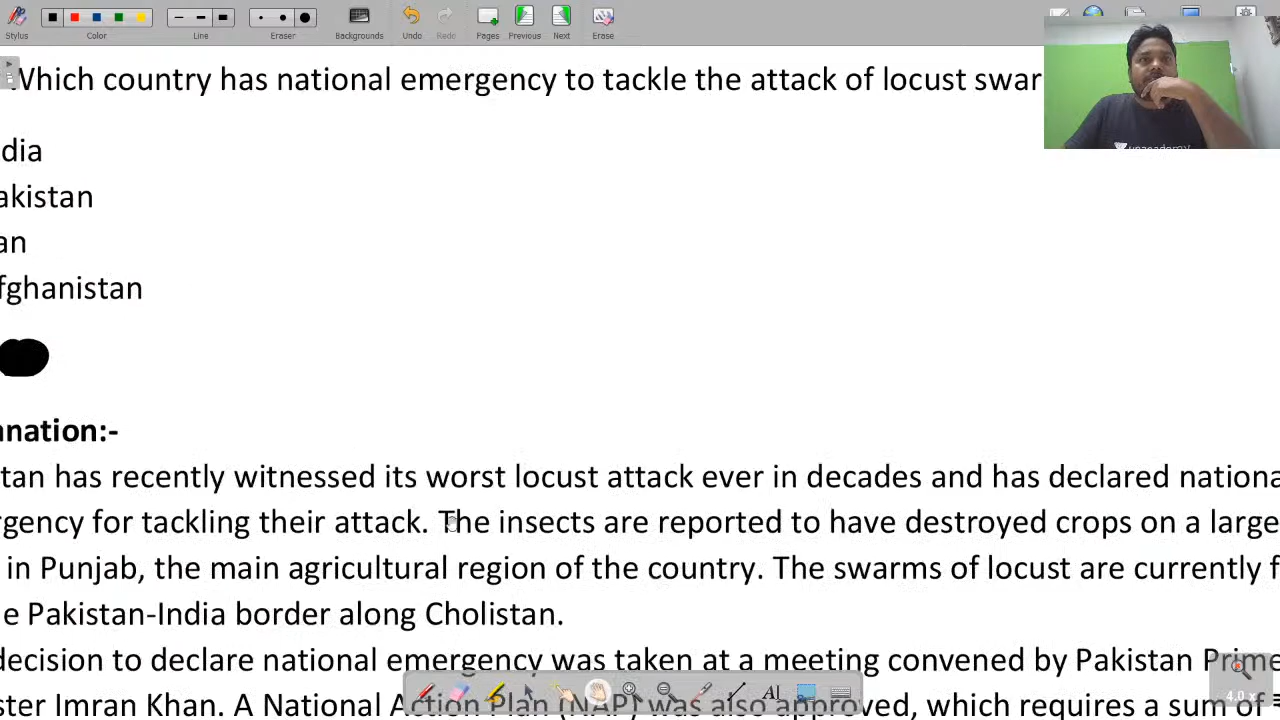 Stylus Color Line Eraser Backgrounds Undo Redo Pages Previous Next Erase
Which country has national emergency to tackle the attack of locust swar
dia
akistan
an
fghanistan
unacademy
anation:-
tan has recently witnessed its worst locust attack ever in decades and has declared nationa
rgency for tackling their attack. The insects are reported to have destroyed crops on a large
in Punjab, the main agricultural region of the country. The swarms of locust are currently f
e Pakistan-India border along Cholistan.
decision to declare national emergency was taken at a meeting convened by Pakistan Prime
ster Imran Khan. A National Action Plan (NAP) was also approved, which requires a sum of
4.0 x